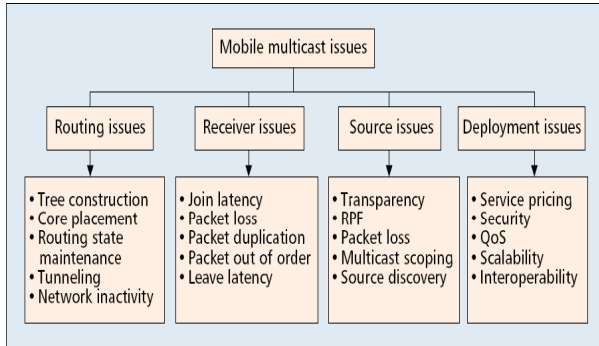 Mobile multicast issues
Routing issues
Receiver issues
Source issues
Deployment issues
• Tree construction
• Core placement
• Routing state
maintenance
• Tunneling
• Network inactivity
• Join latency
• Packet loss
• Packet duplication
• Packet out of order
• Leave latency
• Transparency
• RPF
• Packet loss
• Multicast scoping
• Source discovery
• Service pricing
• Security
• QoS
• Scalability
• Interoperability